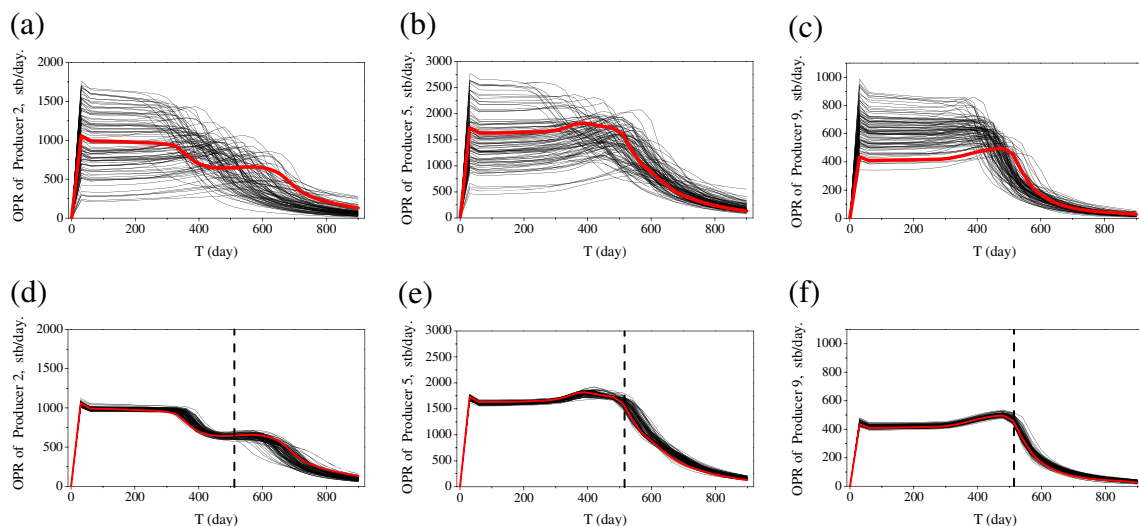 (a)
OPR of Producer 2, stb/day.
2000
1500
1000
500
0
0 200 400 600 800
T (day)
(b)
OPR of Producer 5, stb/day.
3000
2500
2000
1500
1000
500
0
0 200 400 600 800
T (day)
(c)
OPR of Producer 9, stb/day.
1000
800
600
400
200
0
0 200 400 600 800
T (day)
(d)
OPR of Producer 2, stb/day.
2000
1500
1000
500
0
0 200 400 600 800
T (day)
(e)
OPR of Producer 5, stb/day.
3000
2500
2000
1500
1000
500
0
0 200 400 600 800
T (day)
(f)
OPR of Producer 9, stb/day.
1000
800
600
400
200
0
0 200 400 600 800
T (day)